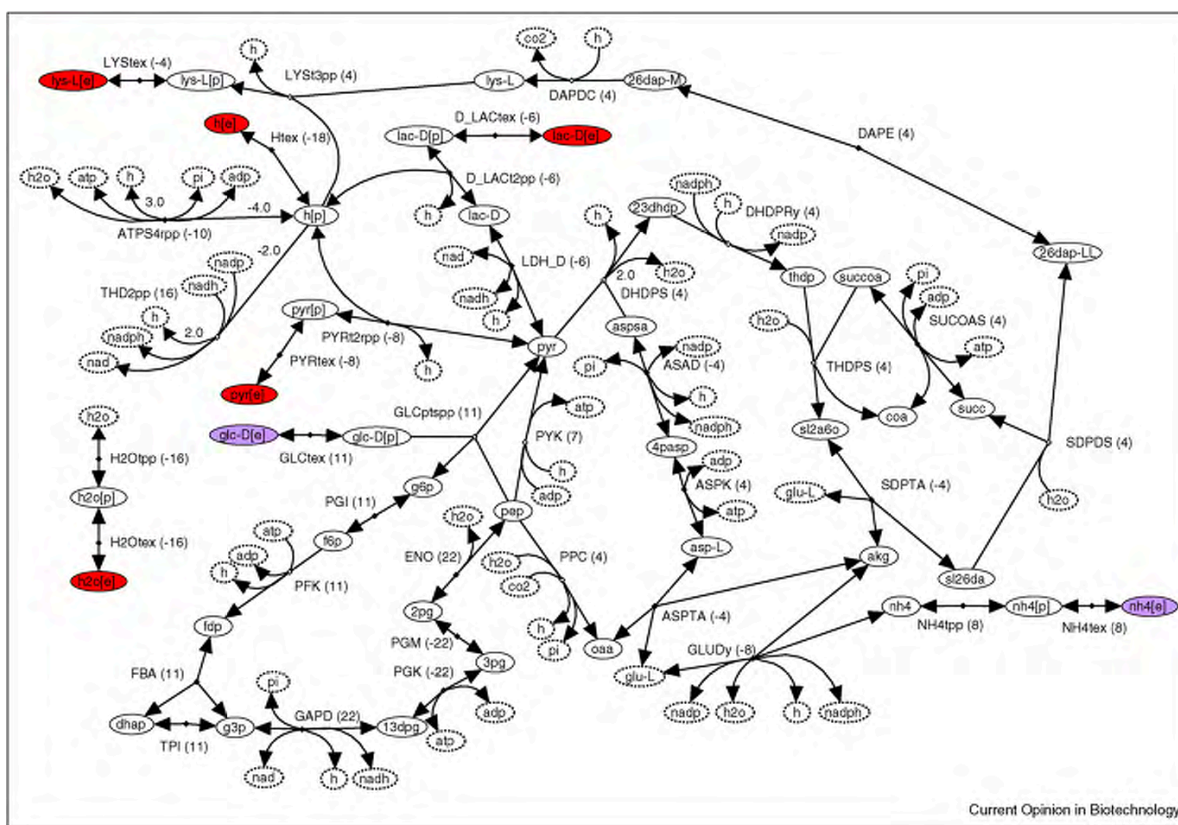 h
co2
h
LYStex (-4)
lys-L[e]
lys-L[p]
LYSt3pp (4)
lys-L
26dap-M
DAPDC (4)
h[e]
Htex (-18)
D_LACtex (-6)
lac-D[p]
lac-D[e]
DAPE (4)
h2o
atp
h
pi
adp
3.0
-4.0
ATPS4rpp (-10)
h[p]
D_LACt2pp (-6)
h
lac-D
nadph
h
DHDPRy (4)
23dhdp
nadp
h
-2.0
nadp
THD2pp (16)
nadh
h
2.0
nadph
nad
nad
LDH_D (-6)
nadh
h
2.0
h2o
DHDPS (4)
thdp
succoa
pi
adp
SUCOAS (4)
atp
26dap-LL
pyr[p]
PYRt2rpp (-8)
PYRtex (-8)
h
pyr
aspsa
nadp
pi
ASAD (-4)
h
nadph
h2o
THDPS (4)
coa
succ
pyr[e]
GLCptspp (11)
atp
PYK (7)
h
adp
h2o
H2Otpp (-16)
h2o[p]
H2Otex (-16)
h2o[e]
glc-D[e]
GLCtex (11)
glc-D[p]
4pasp
adp
ASPK (4)
atp
sl2a6o
SDPDS (4)
h2o
glu-L
SDPTA (-4)
PGI (11)
g6p
pep
h2o
ENO (22)
asp-L
akg
sl26da
atp
adp
h
PFK (11)
f6p
h2o
co2
PPC (4)
h
pi
2pg
PGM (-22)
3pg
PGK (-22)
oaa
ASPTA (-4)
nh4
NH4tpp (8)
nh4[p]
NH4tex (8)
nh4[e]
fdp
FBA (11)
GLUDy (-8)
glu-L
nadp
h2o
h
nadph
dhap
TPI (11)
g3p
pi
GAPD (22)
13dpg
adp
atp
nad
h
nadh
Current Opinion in Biotechnology